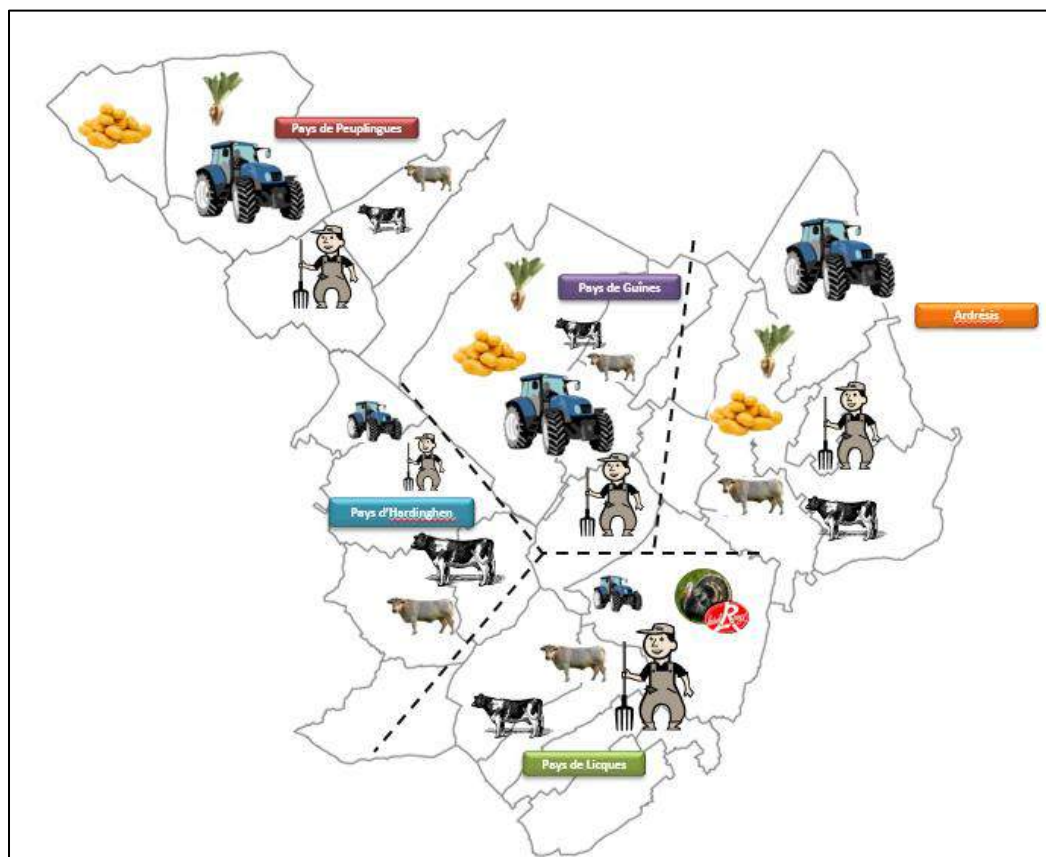 Pays de Peuplingues
Pays de Guînes
Ardrésis
Pays d'Hardinghen
Pays de Licques